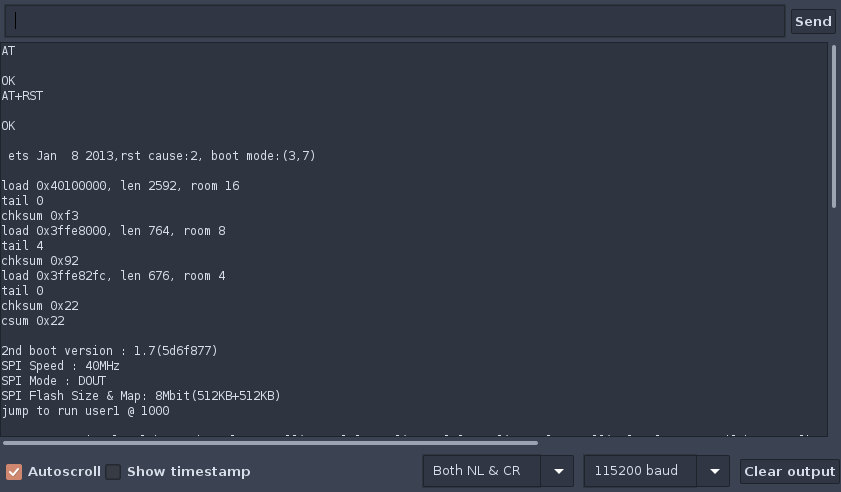 Send
AT
OK
AT+RST
OK
ets Jan  8 2013,rst cause:2, boot mode:(3,7)
load 0x40100000, len 2592, room 16
tail 0
chksum 0xf3
load 0x3ffe8000, len 764, room 8
tail 4
chksum 0x92
load 0x3ffe82fc, len 676, room 4
tail 0
chksum 0x22
csum 0x22
2nd boot version : 1.7(5d6f877)
SPI Speed : 40MHz
SPI Mode : DOUT
SPI Flash Size & Map: 8Mbit(512KB+512KB)
jump to run user1 @ 1000
Autoscroll
Show timestamp
Both NL & CR
115200 baud
Clear output